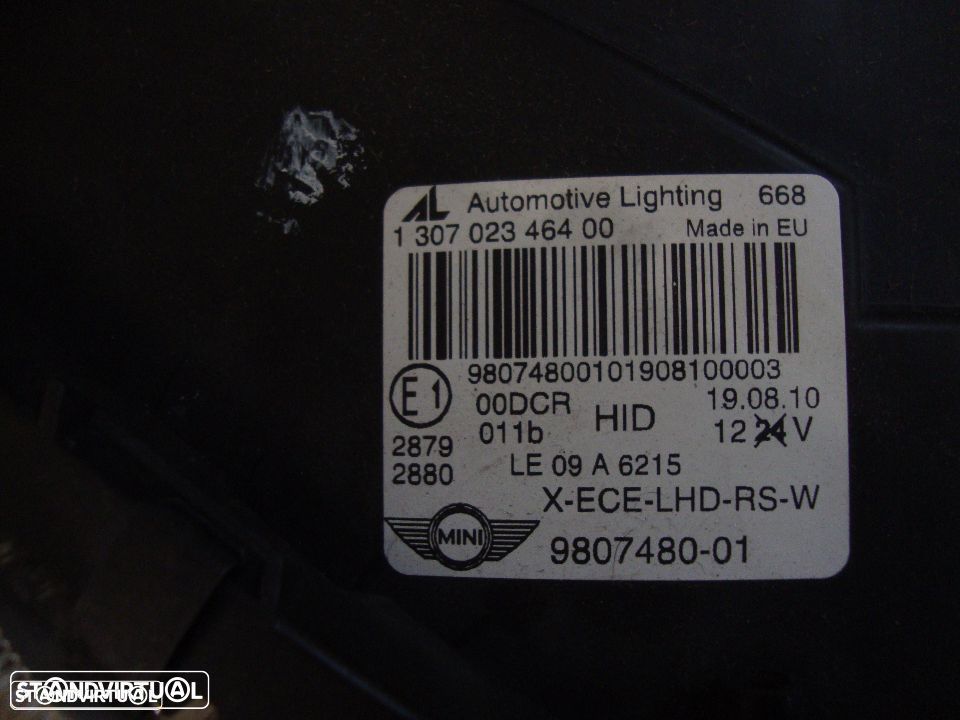 AL Automotive Lighting 668
1 307 023 464 00 Made in EU
98074800101908100003
E1 00DCR HID 19.08.10
011b 12 24 V
2879
2880 LE 09 A 6215
X-ECE-LHD-RS-W
MINI 9807480-01
STANDVIRTUAL
STANDVIRTUAL